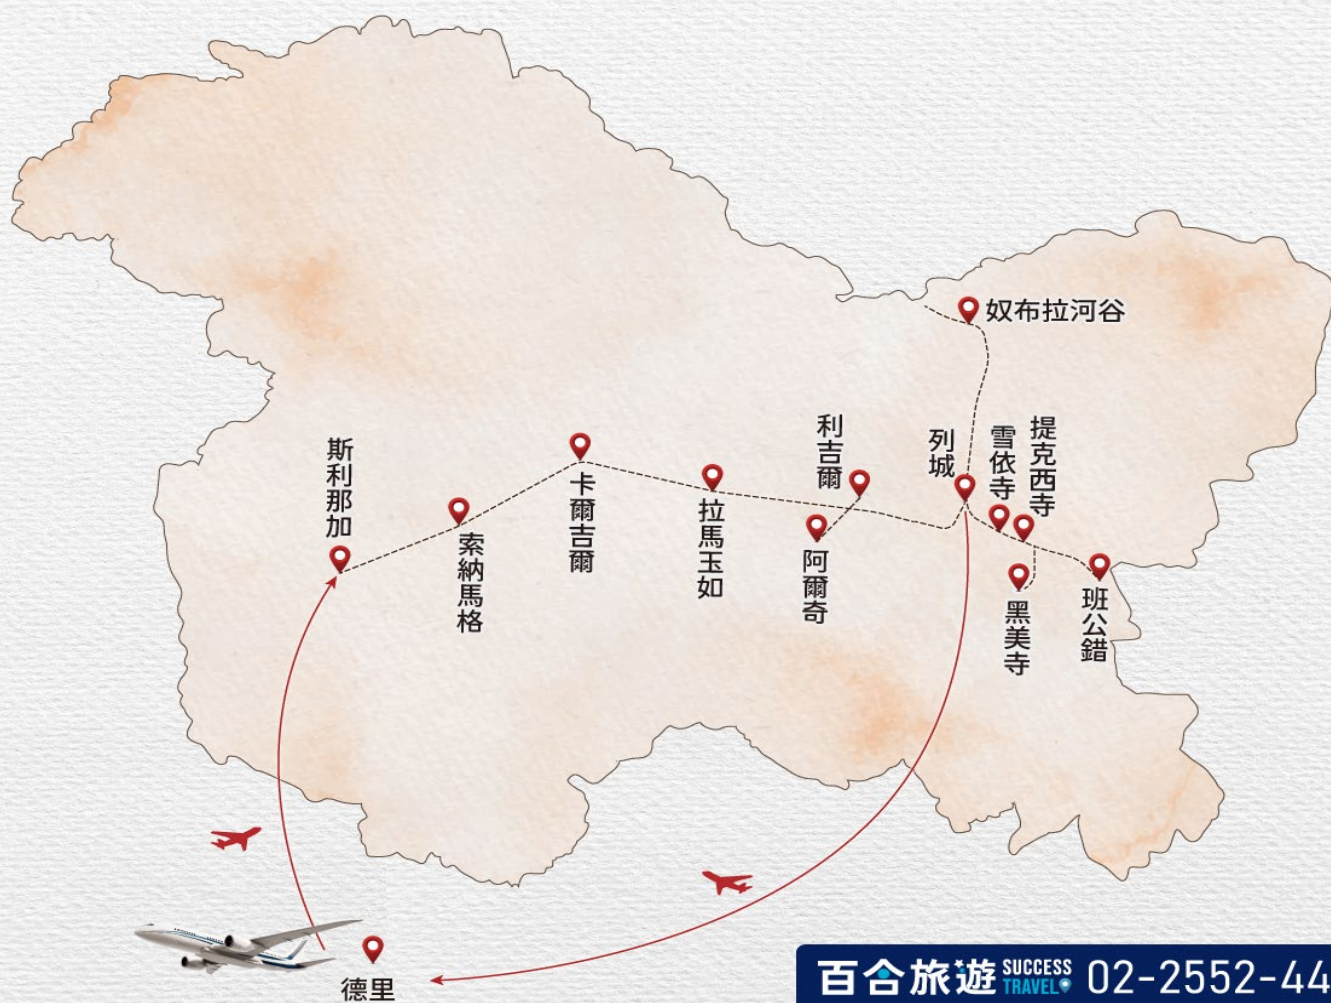 奴布拉河谷
斯利那加
索納馬格
卡爾吉爾
拉馬玉如
利吉爾
阿爾奇
列城
雪依寺
提克西寺
黑美寺
班公錯
德里
百合旅遊 SUCCESS TRAVEL 02-2552-44